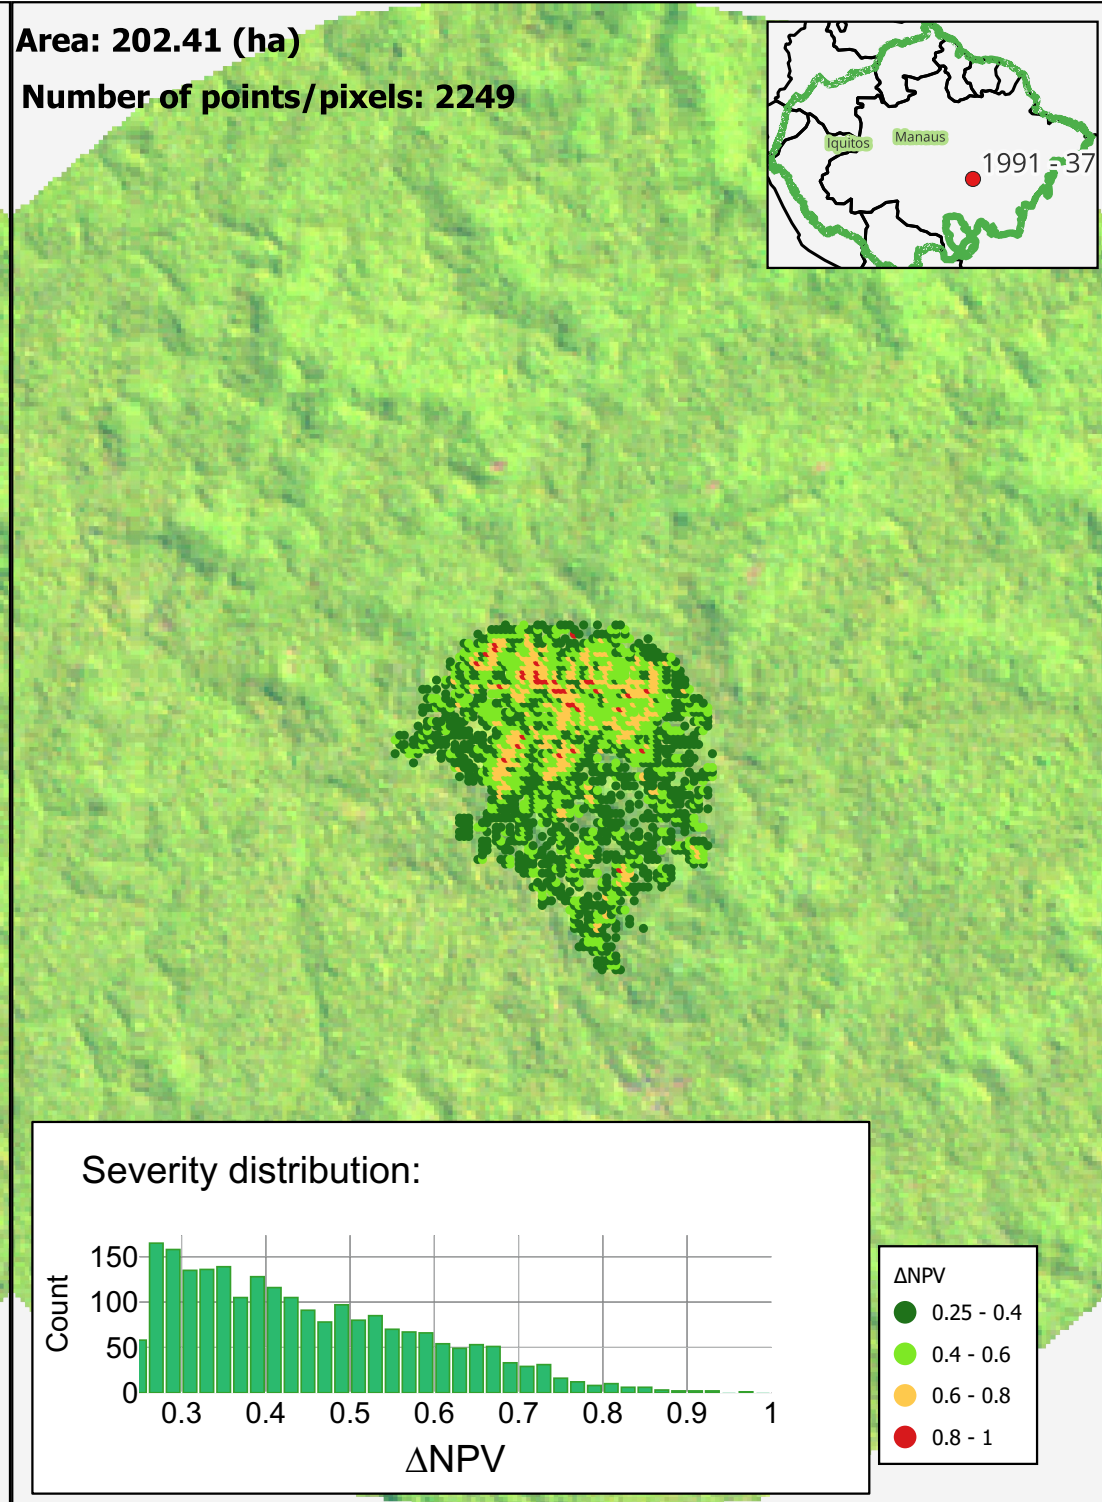 Area: 202.41 (ha)
Number of points/pixels: 2249
Iquitos
Manaus
1991 - 37
Severity distribution:
Count
150
100
50
0
0.3 0.4 0.5 0.6 0.7 0.8 0.9 1
ΔNPV
ΔNPV
0.25 - 0.4
0.4 - 0.6
0.6 - 0.8
0.8 - 1